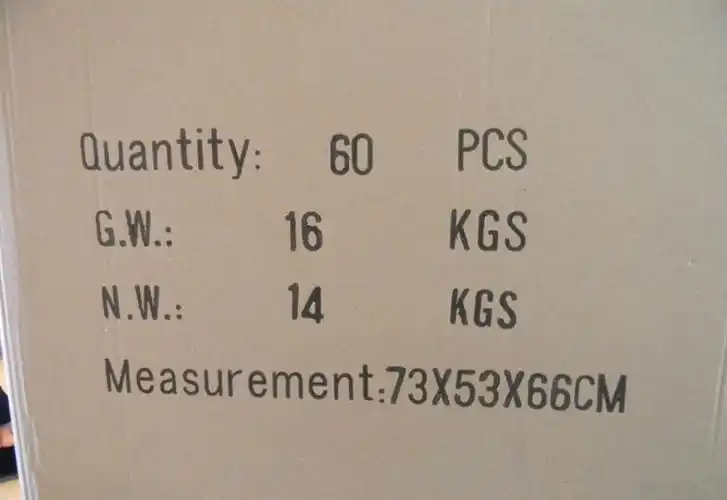 Quantity: 60 PCS
G.W.: 16 KGS
N.W.: 14 KGS
Measurement:73X53X66CM